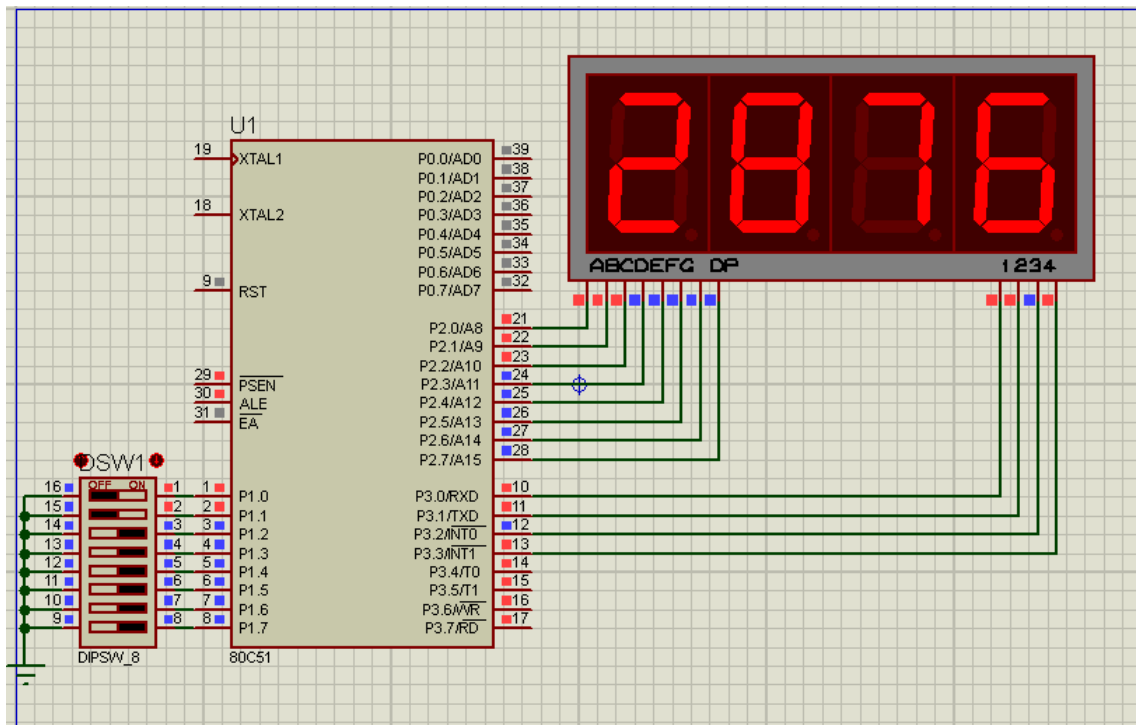 2876
ABCDEFG DP
1234
U1
19
XTAL1
18
XTAL2
9
RST
29
PSEN
30
ALE
31
EA
P0.0/AD0
39
P0.1/AD1
38
P0.2/AD2
37
P0.3/AD3
36
P0.4/AD4
35
P0.5/AD5
34
P0.6/AD6
33
P0.7/AD7
32
P2.0/A8
21
P2.1/A9
22
P2.2/A10
23
P2.3/A11
24
P2.4/A12
25
P2.5/A13
26
P2.6/A14
27
P2.7/A15
28
DSW1
OFF ON
16
1
1
P1.0
15
2
2
P1.1
14
3
3
P1.2
13
4
4
P1.3
12
5
5
P1.4
11
6
6
P1.5
10
7
7
P1.6
9
8
8
P1.7
P3.0/RXD
10
P3.1/TXD
11
P3.2/INT0
12
P3.3/INT1
13
P3.4/T0
14
P3.5/T1
15
P3.6/WR
16
P3.7/RD
17
DIPSW_8
80C51